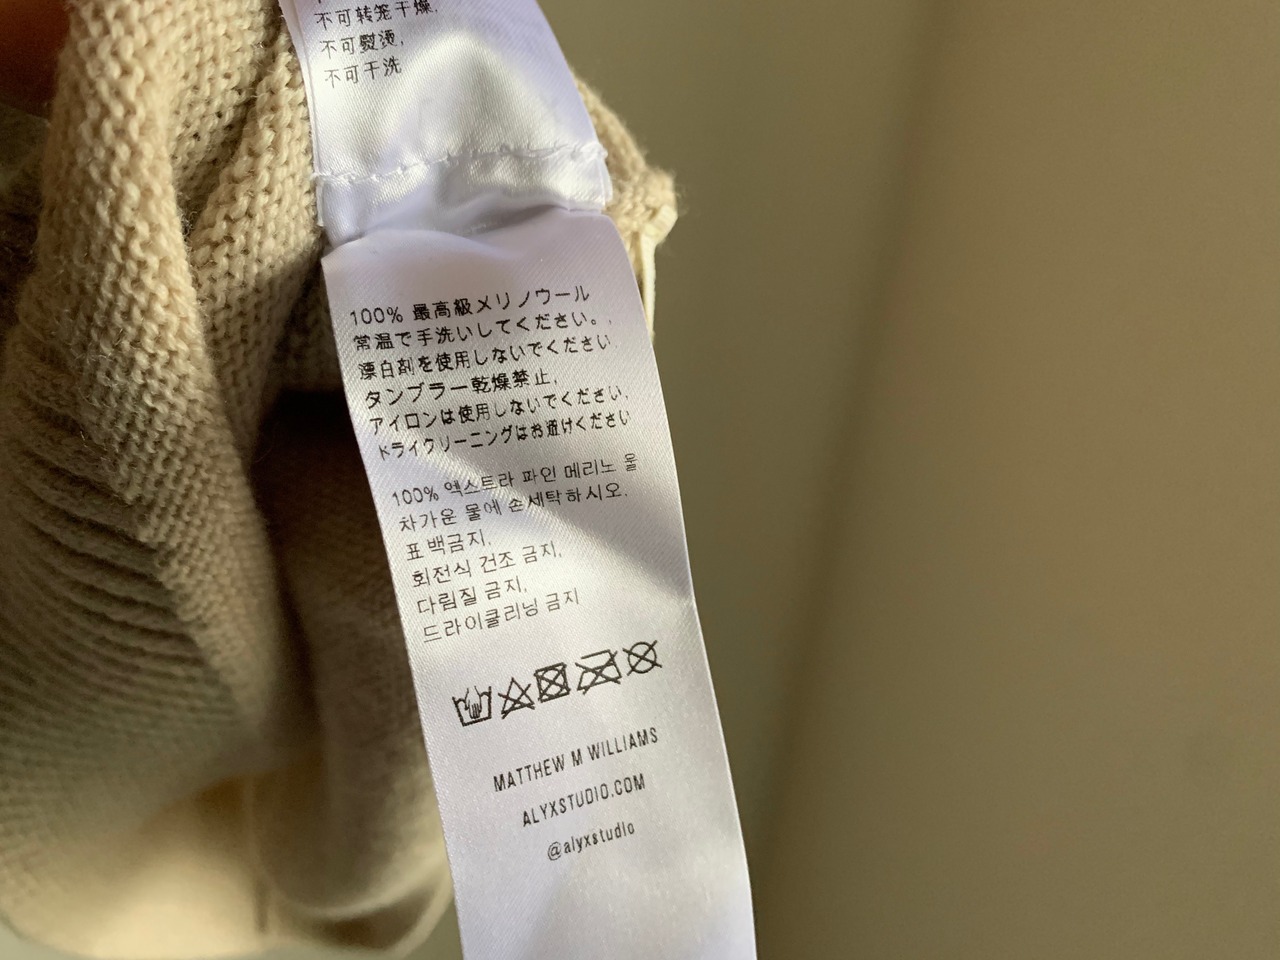 不可转笼干燥,
不可熨烫,
不可干洗
100% 最高級メリノウール
常温で手洗いしてください。,
漂白剤を使用しないでください
タンブラー乾燥禁止,
アイロンは使用しないでください,
ドライクリーニングはお避けください
100% 엑스트라 파인 메리노 울
차가운 물에 손세탁하시오.
표백금지,
회전식 건조 금지,
다림질 금지,
드라이클리닝 금지
MATTHEW M WILLIAMS
ALYXSTUDIO.COM
@alyxstudio